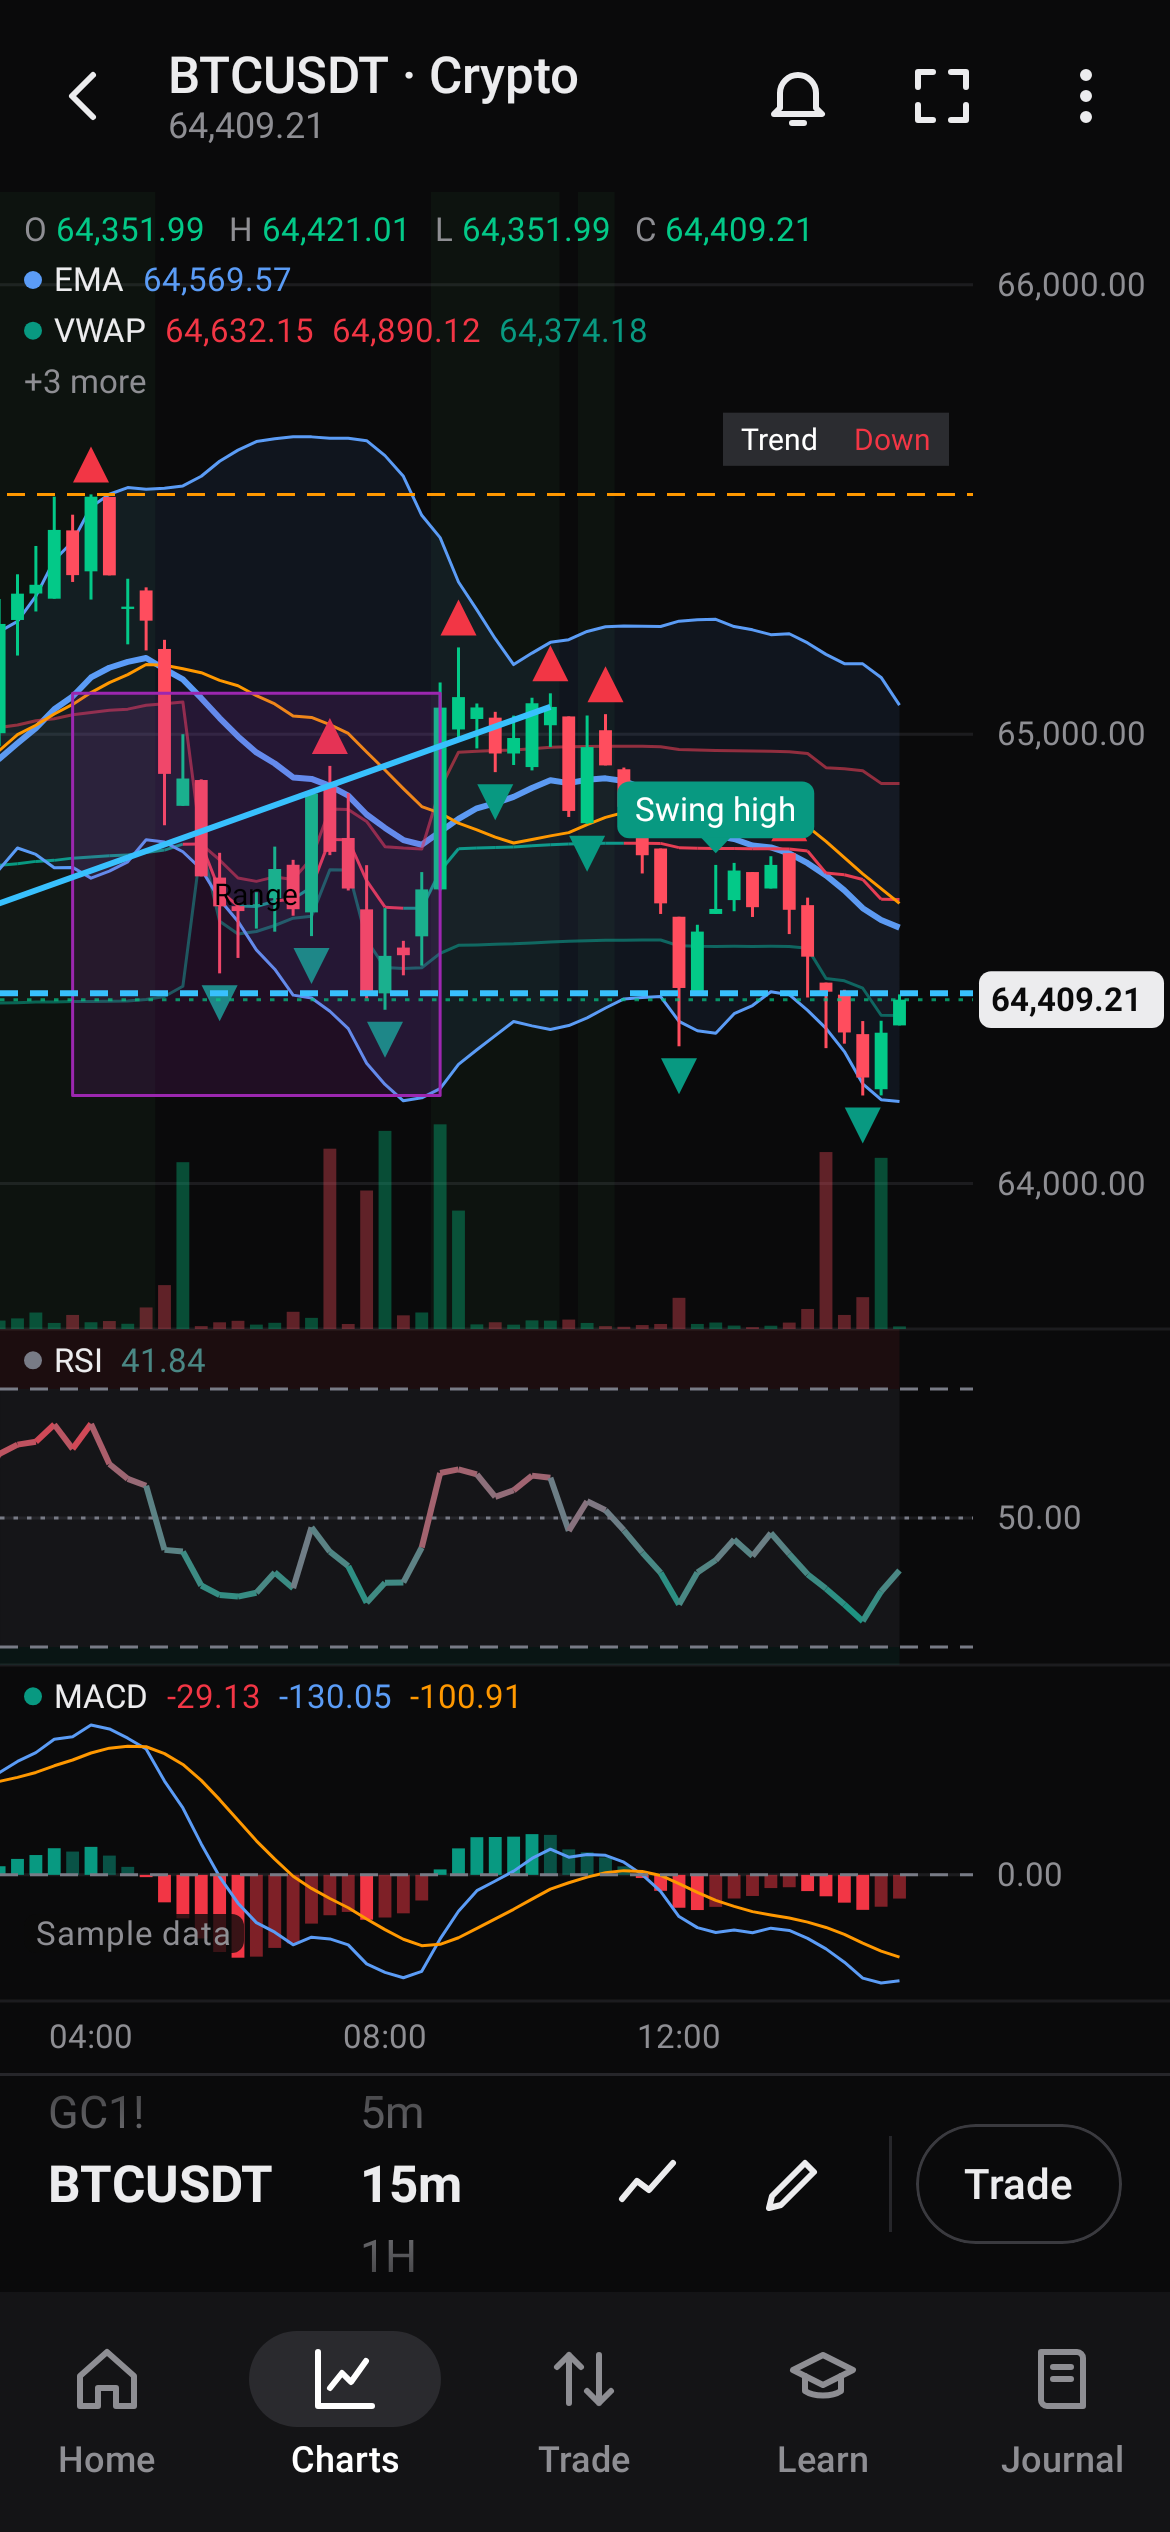 BTCUSDT · Crypto
64,409.21
O 64,351.99 H 64,421.01 L 64,351.99 C 64,409.21
EMA 64,569.57
66,000.00
VWAP 64,632.15 64,890.12 64,374.18
+3 more
Trend Down
65,000.00
Swing high
Range
64,409.21
64,000.00
RSI 41.84
50.00
MACD -29.13 -130.05 -100.91
0.00
Sample data
04:00 08:00 12:00
GC1! 5m
BTCUSDT 15m Trade
1H
Home Charts Trade Learn Journal